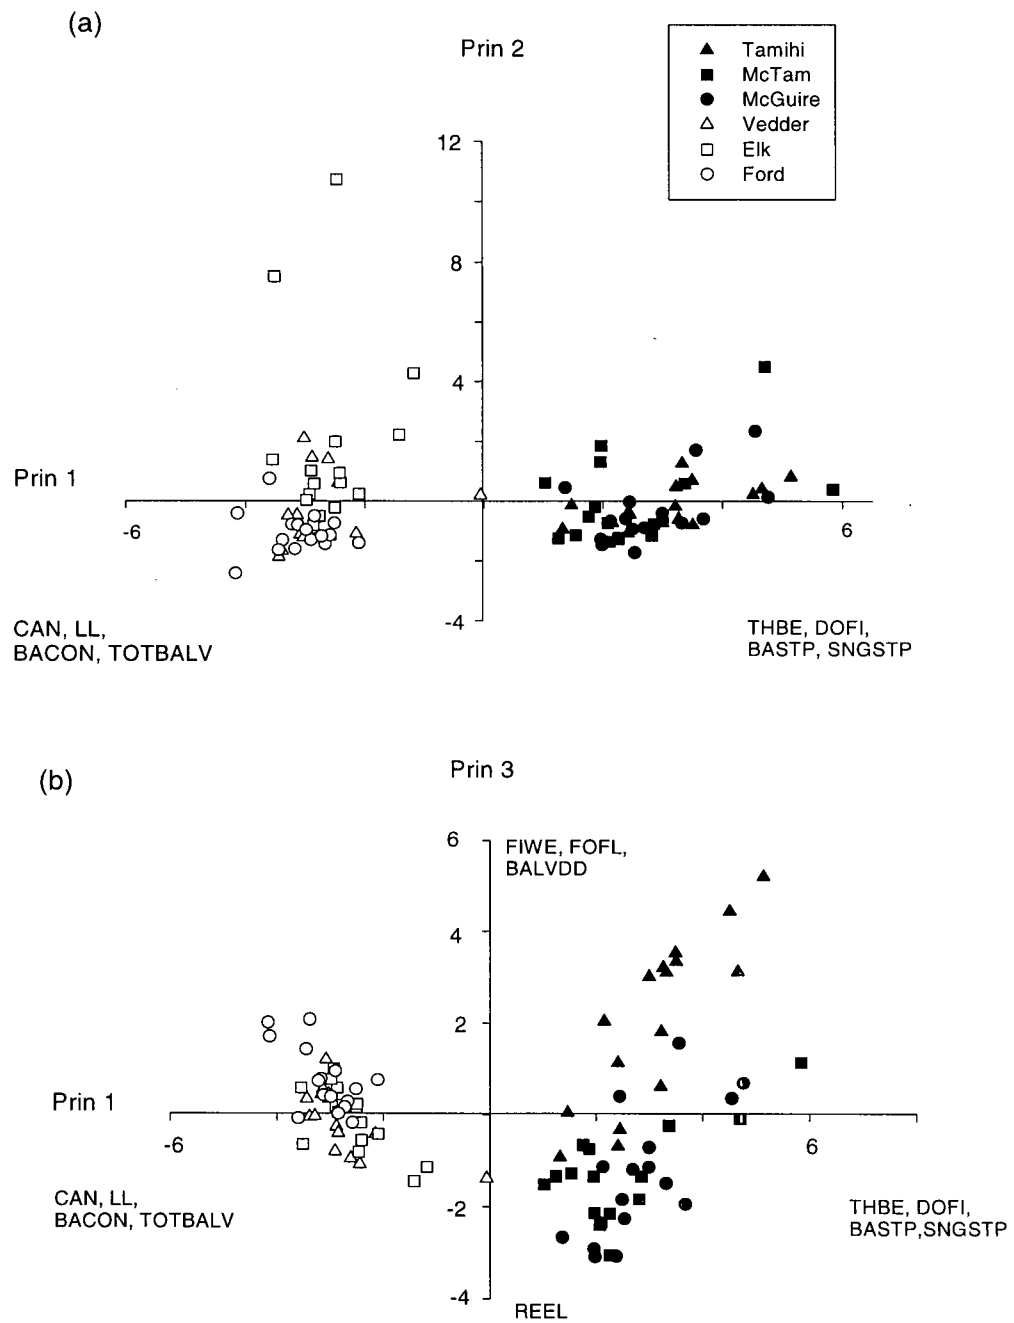 (a)
Prin 2
Tamihi
McTam
McGuire
Vedder
Elk
Ford
12
8
4
Prin 1
-6
6
-4
CAN, LL,
BACON, TOTBALV
THBE, DOFI,
BASTP, SNGSTP
(b)
Prin 3
6
FIWE, FOFL,
BALVDD
4
2
Prin 1
-6
6
CAN, LL,
BACON, TOTBALV
-2
THBE, DOFI,
BASTP,SNGSTP
-4
REEL